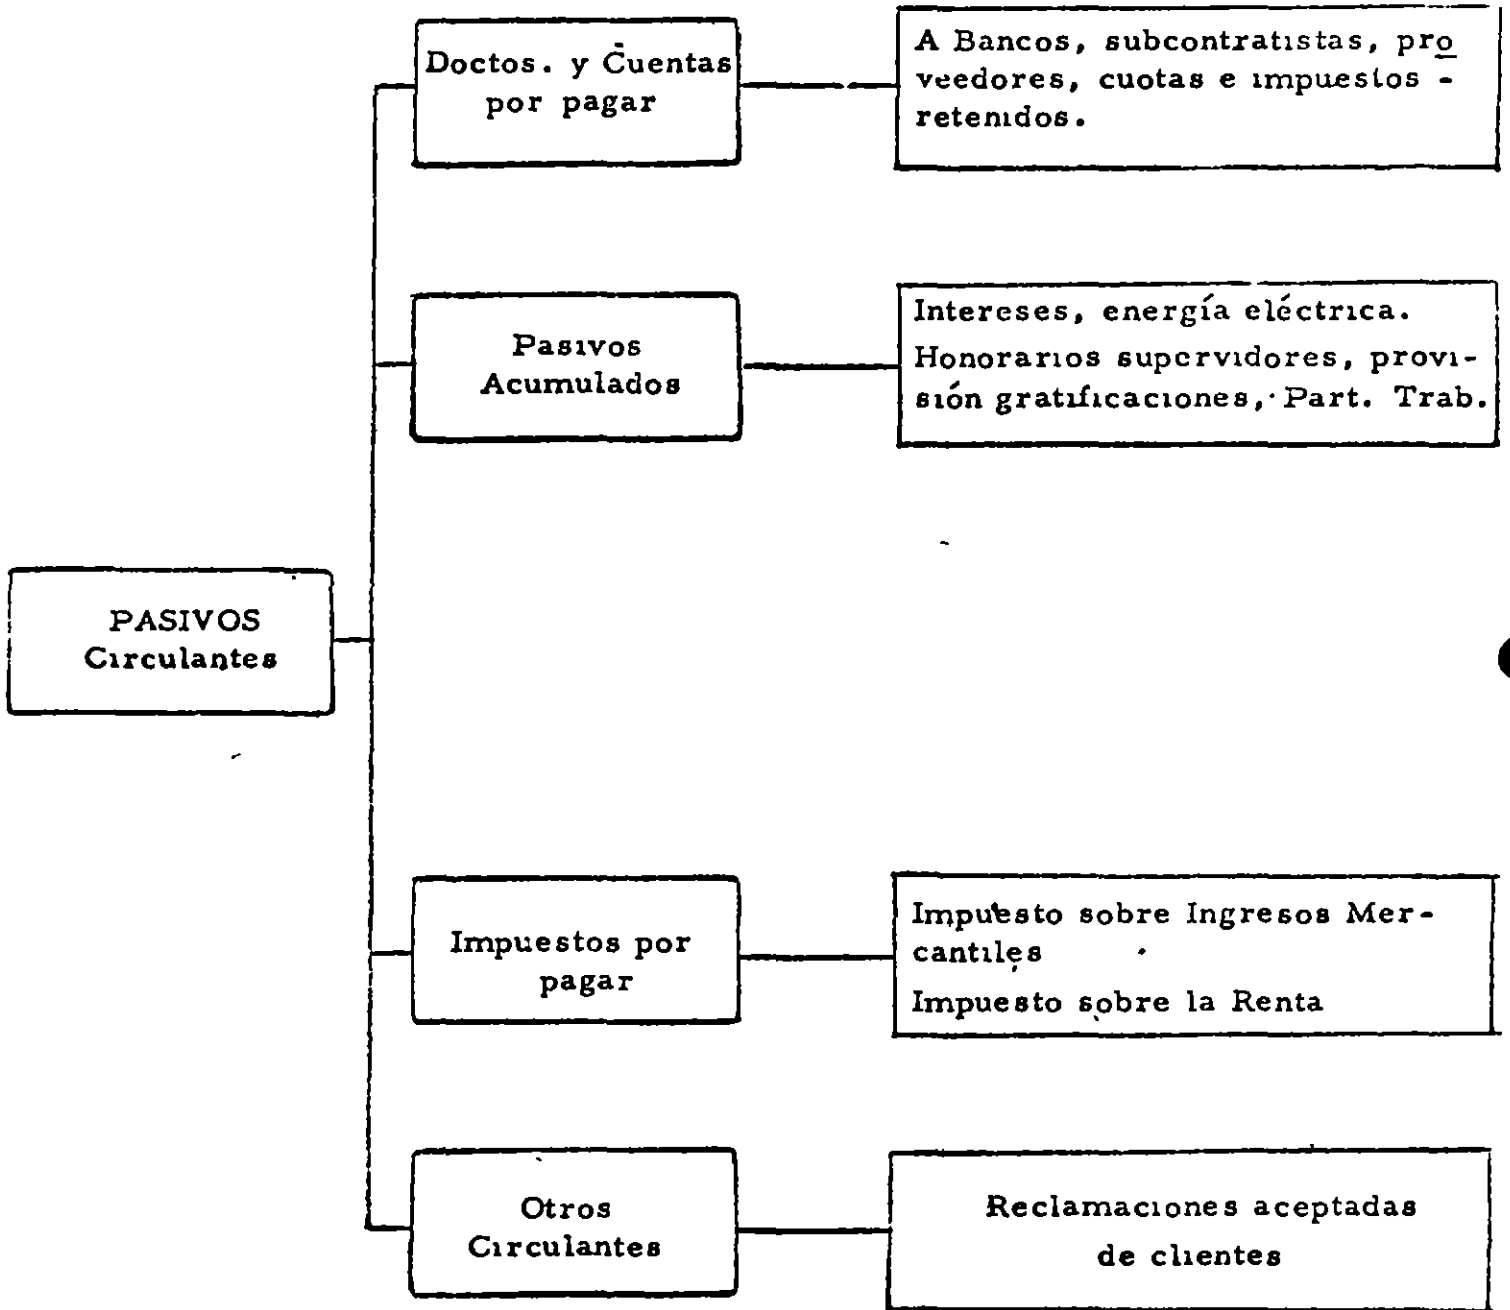 Doctos. y Cuentas
por pagar
A Bancos, subcontratistas, pro
veedores, cuotas e impuestos -
retenidos.
Pasivos
Acumulados
Intereses, energía eléctrica.
Honorarios supervidores, provi-
sión gratificaciones, Part. Trab.
PASIVOS
Circulantes
Impuestos por
pagar
Impuesto sobre Ingresos Mer-
cantiles
Impuesto sobre la Renta
Otros
Circulantes
Reclamaciones aceptadas
de clientes